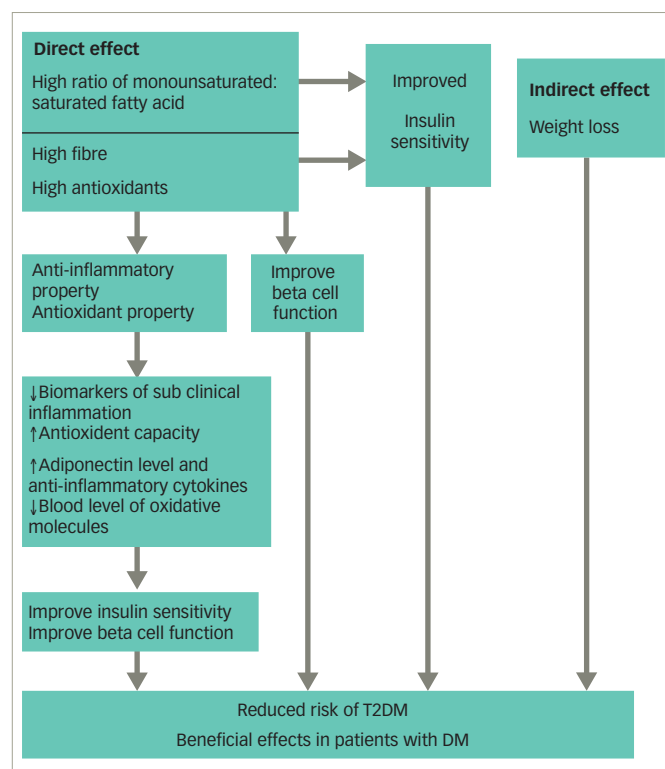 Direct effect
High ratio of monounsaturated:
saturated fatty acid
High fibre
High antioxidants
Improved
Insulin
sensitivity
Indirect effect
Weight loss
Anti-inflammatory
property
Antioxidant property
Improve
beta cell
function
↓Biomarkers of sub clinical
inflammation
↑Antioxident capacity
↑Adiponectin level and
anti-inflammatory cytokines
↓Blood level of oxidative
molecules
Improve insulin sensitivity
Improve beta cell function
Reduced risk of T2DM
Beneficial effects in patients with DM